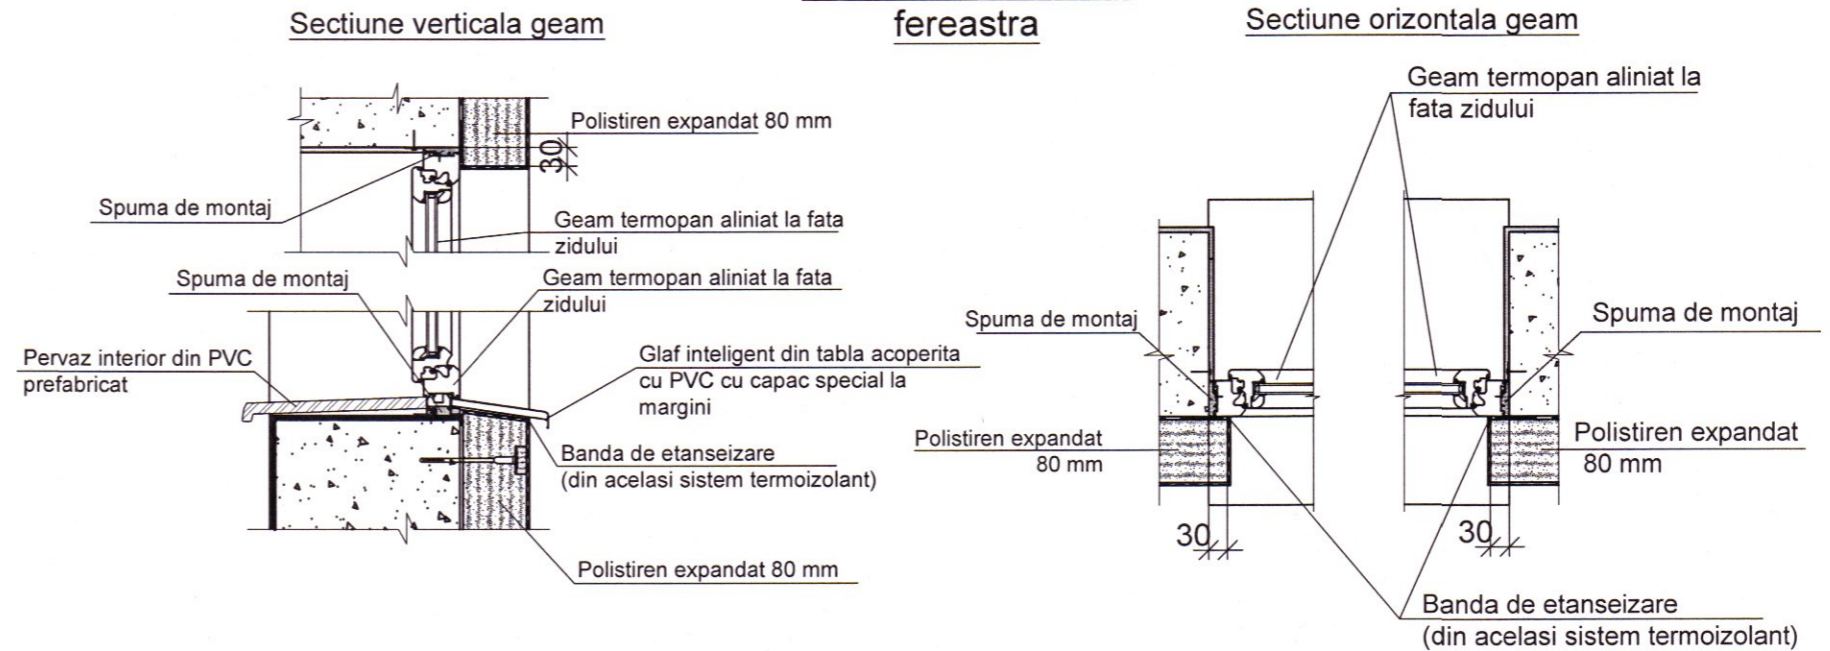 Sectiune verticala geam
fereastra
Sectiune orizontala geam
Polistiren expandat 80 mm
30
Spuma de montaj
Geam termopan aliniat la fata
zidului
Spuma de montaj
Geam termopan aliniat la fata
zidului
Pervaz interior din PVC
prefabricat
Glaf inteligent din tabla acoperita
cu PVC cu capac special la
margini
Banda de etanseizare
(din acelasi sistem termoizolant)
Polistiren expandat 80 mm
Geam termopan aliniat la
fata zidului
Spuma de montaj
Spuma de montaj
Polistiren expandat
80 mm
Polistiren expandat
80 mm
30
30
Banda de etanseizare
(din acelasi sistem termoizolant)